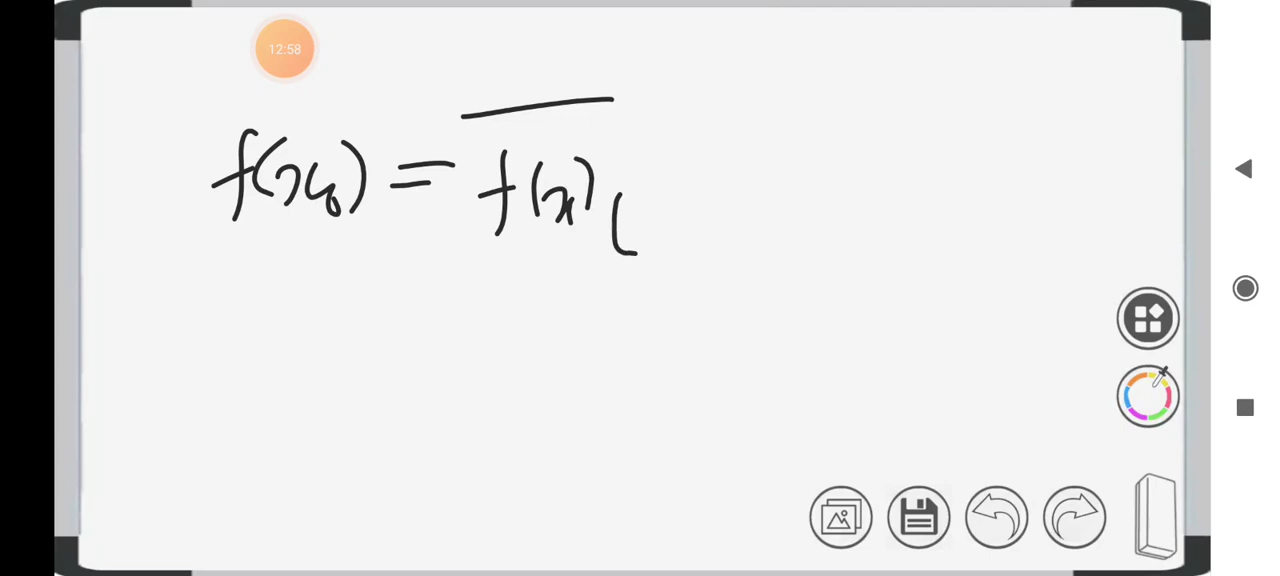 12:58
f(x₀) = f(x) (